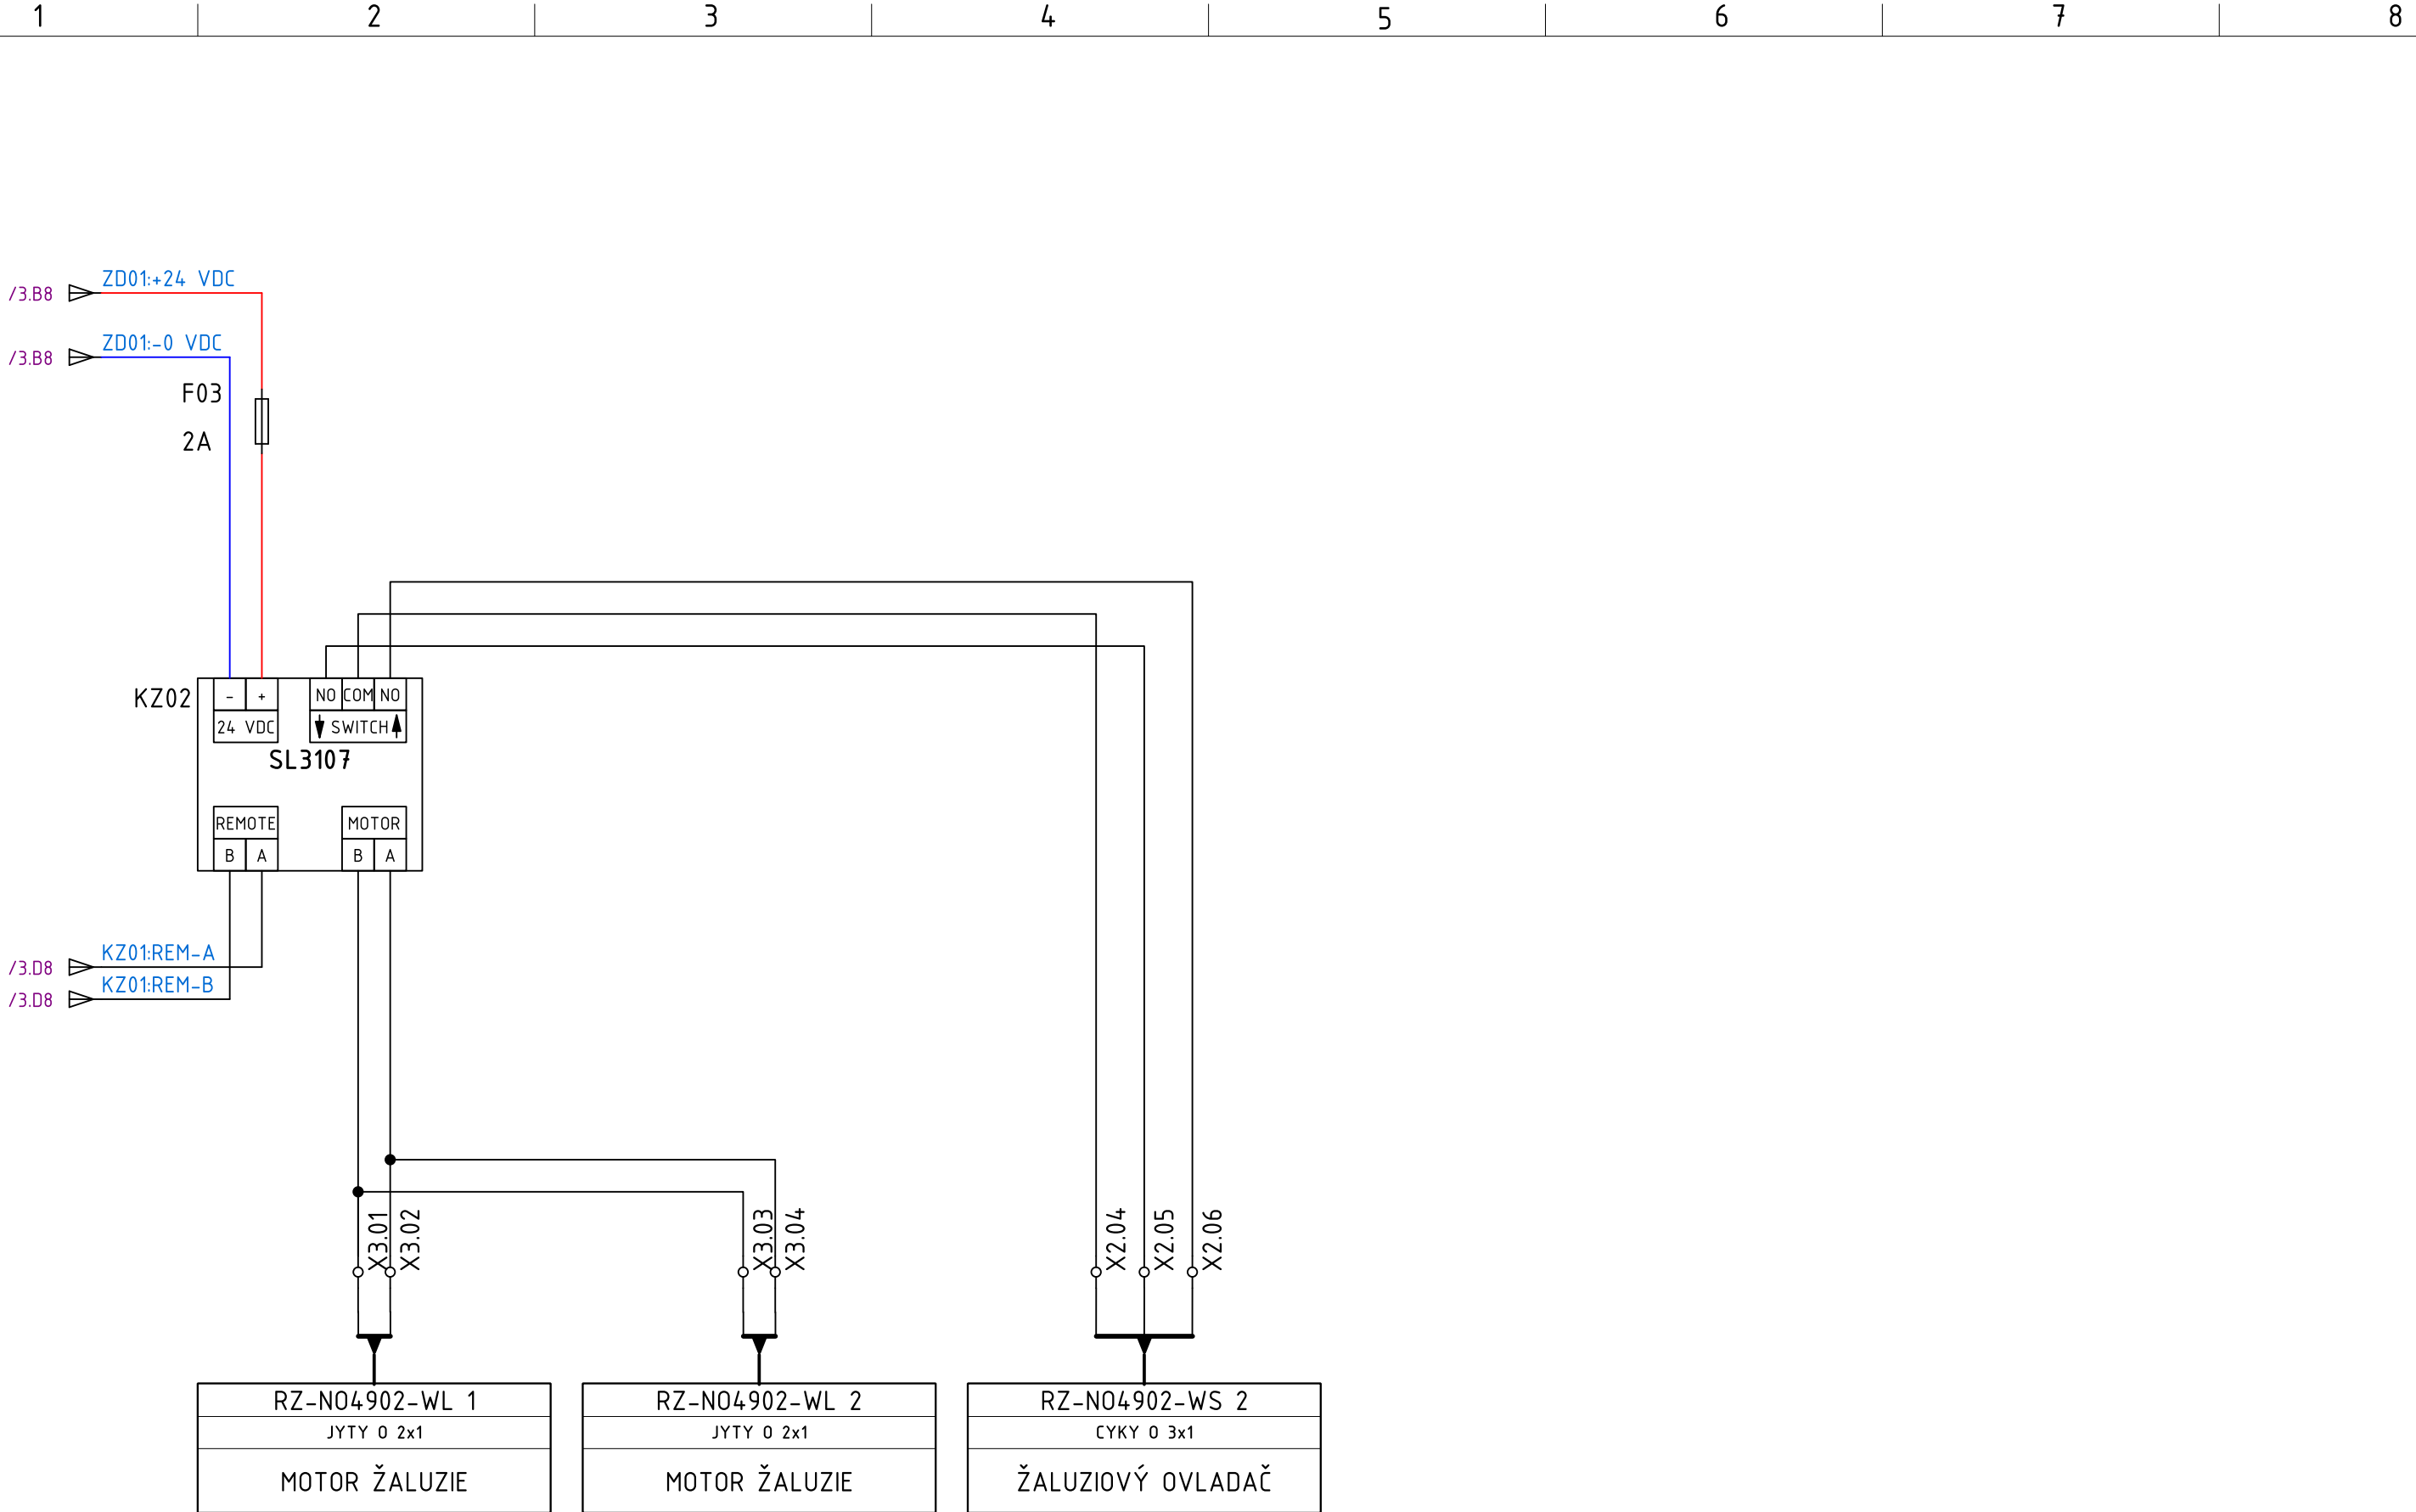 1 2 3 4 5 6 7 8
/3.B8 ZD01:+24 VDC
/3.B8 ZD01:-0 VDC
F03
2A
KZ02
- + NO COM NO
24 VDC SWITCH
SL3107
REMOTE MOTOR
B A B A
/3.D8 KZ01:REM-A
/3.D8 KZ01:REM-B
X3.01 X3.02 X3.03 X3.04 X2.04 X2.05 X2.06
RZ-NO4902-WL 1 RZ-NO4902-WL 2 RZ-NO4902-WS 2
JYTY O 2x1 JYTY O 2x1 CYKY O 3x1
MOTOR ŽALUZIE MOTOR ŽALUZIE ŽALUZIOVÝ OVLADAČ